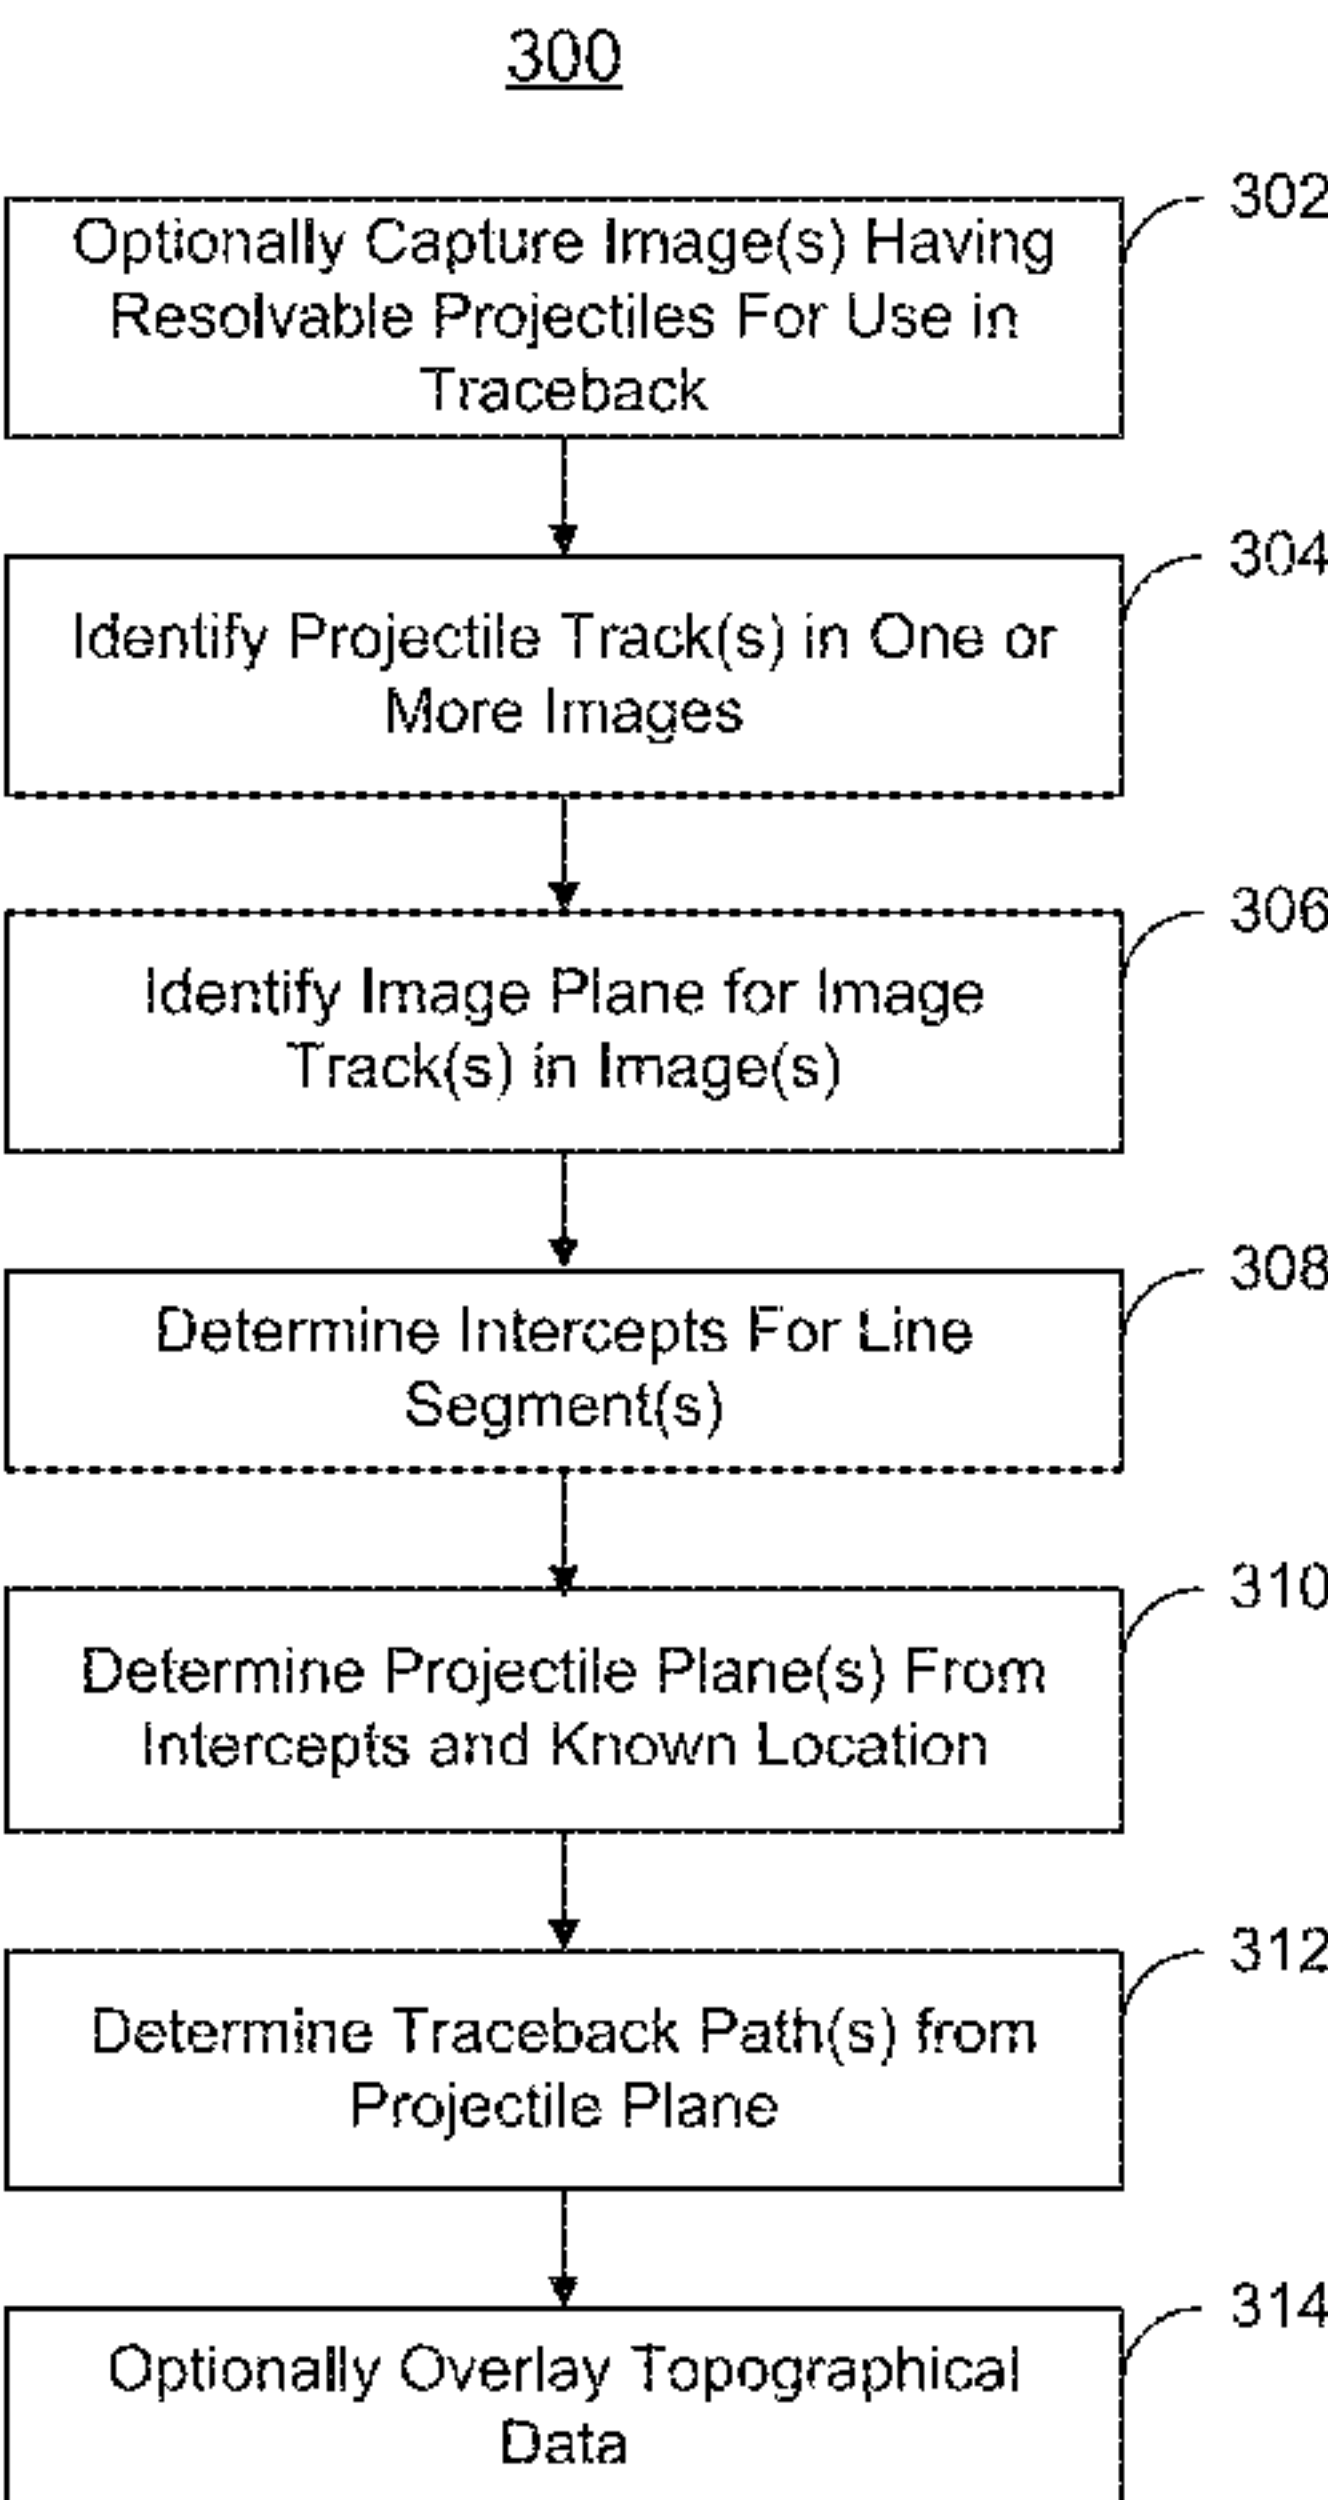 300
302
Optionally Capture Image(s) Having
Resolvable Projectiles For Use in
Traceback
304
Identify Projectile Track(s) in One or
More Images
306
Identify Image Plane for Image
Track(s) in Image(s)
308
Determine Intercepts For Line
Segment(s)
310
Determine Projectile Plane(s) From
Intercepts and Known Location
312
Determine Traceback Path(s) from
Projectile Plane
314
Optionally Overlay Topographical
Data